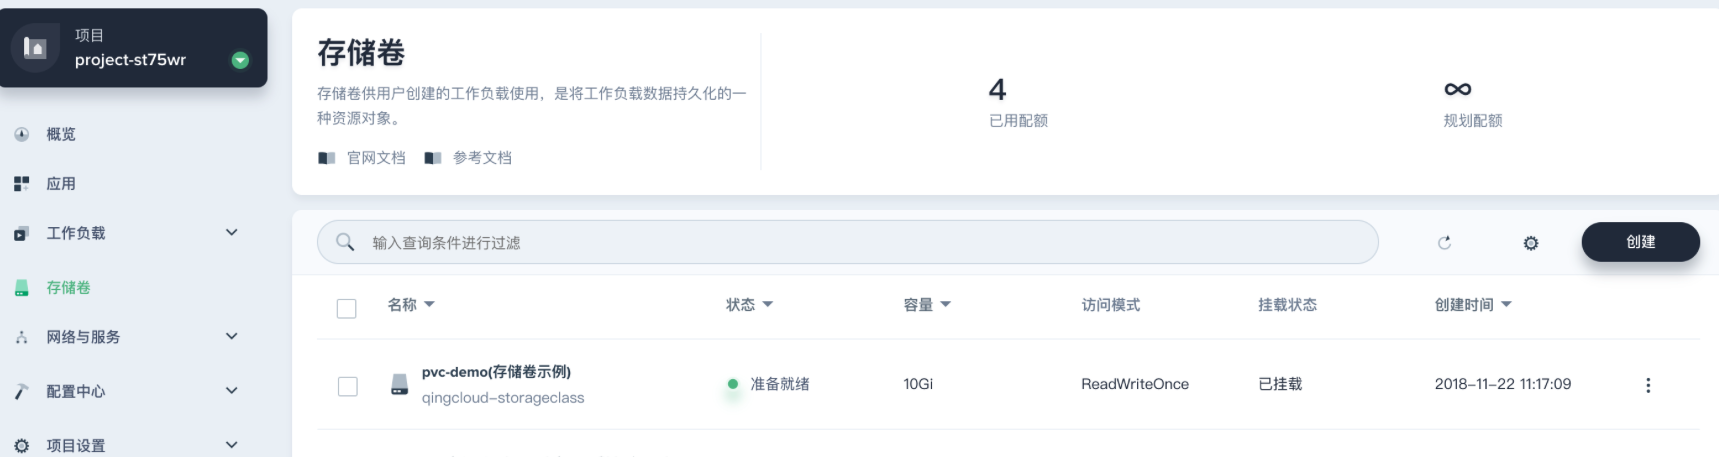 项目
project-st75wr
概览
应用
工作负载
存储卷
网络与服务
配置中心
项目设置
存储卷
存储卷供用户创建的工作负载使用，是将工作负载数据持久化的一
种资源对象。
官网文档 参考文档
4
已用配额
∞
规划配额
输入查询条件进行过滤
创建
名称 状态 容量 访问模式 挂载状态 创建时间
pvc-demo(存储卷示例)
qingcloud-storageclass
准备就绪 10Gi ReadWriteOnce 已挂载 2018-11-22 11:17:09